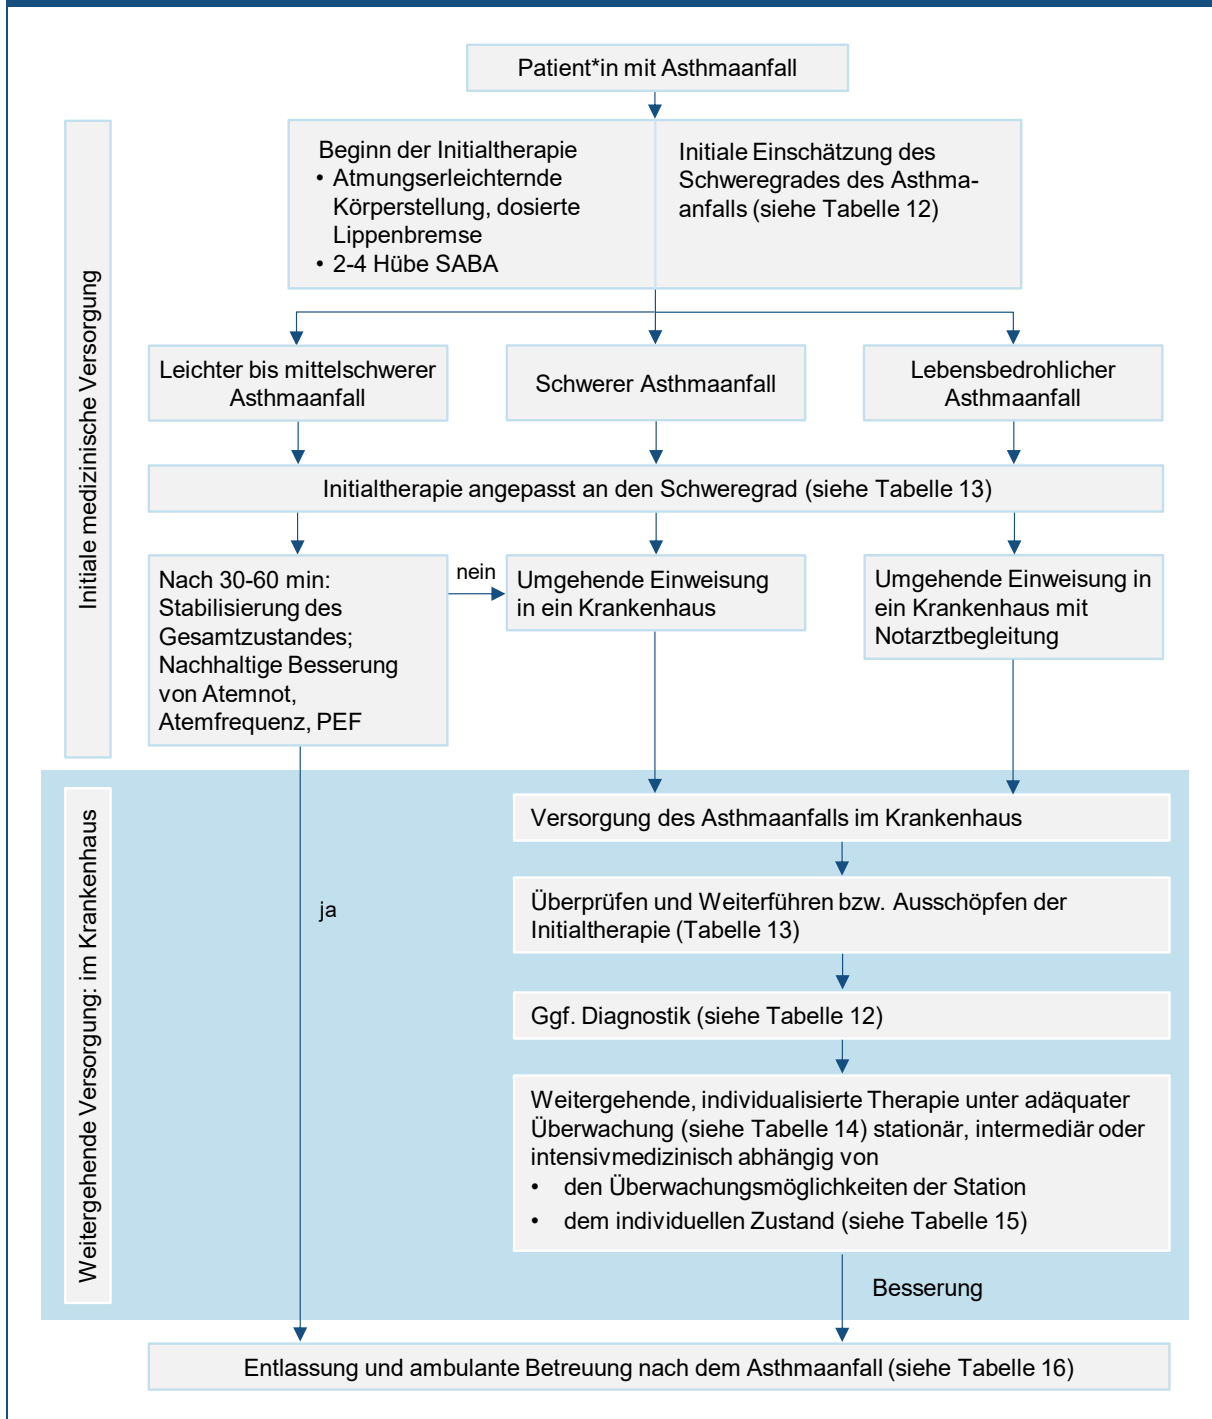 Patient*in mit Asthmaanfall
Initiale medizinische Versorgung
Beginn der Initialtherapie
• Atmungserleichternde
Körperstellung, dosierte
Lippenbremse
• 2-4 Hübe SABA
Initiale Einschätzung des
Schweregrades des Asthma-
anfalls (siehe Tabelle 12)
Leichter bis mittelschwerer
Asthmaanfall
Schwerer Asthmaanfall
Lebensbedrohlicher
Asthmaanfall
Initialtherapie angepasst an den Schweregrad (siehe Tabelle 13)
Nach 30-60 min:
Stabilisierung des
Gesamtzustandes;
Nachhaltige Besserung
von Atemnot,
Atemfrequenz, PEF
nein
Umgehende Einweisung
in ein Krankenhaus
Umgehende Einweisung in
ein Krankenhaus mit
Notarztbegleitung
Weitergehende Versorgung: im Krankenhaus
ja
Versorgung des Asthmaanfalls im Krankenhaus
Überprüfen und Weiterführen bzw. Ausschöpfen der
Initialtherapie (Tabelle 13)
Ggf. Diagnostik (siehe Tabelle 12)
Weitergehende, individualisierte Therapie unter adäquater
Überwachung (siehe Tabelle 14) stationär, intermediär oder
intensivmedizinisch abhängig von
• den Überwachungsmöglichkeiten der Station
• dem individuellen Zustand (siehe Tabelle 15)
Besserung
Entlassung und ambulante Betreuung nach dem Asthmaanfall (siehe Tabelle 16)